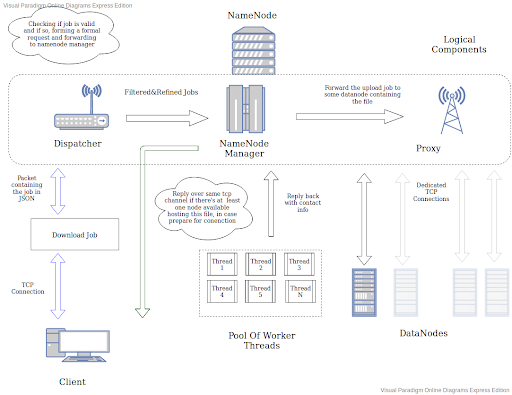 Visual Paradigm Online Diagrams Express Edition
Checking if job is valid
and if so, forming a formal
request and forwarding
to namenode manager
NameNode
Logical
Components
Filtered&Refined Jobs
Forward the upload job to
some datanode containing
the file
Dispatcher
NameNode
Manager
Proxy
Packet
containing
the job in
JSON
Reply over same tcp
channel if there's at least
one node available
hosting this file, in case
prepare for conenction
Reply back
with contact
info
Dedicated
TCP
Connections
Download Job
Thread
1
Thread
2
Thread
3
Thread
4
Thread
5
Thread
N
TCP
Connection
Pool Of Worker
Threads
DataNodes
Client
Visual Paradigm Online Diagrams Express Edition